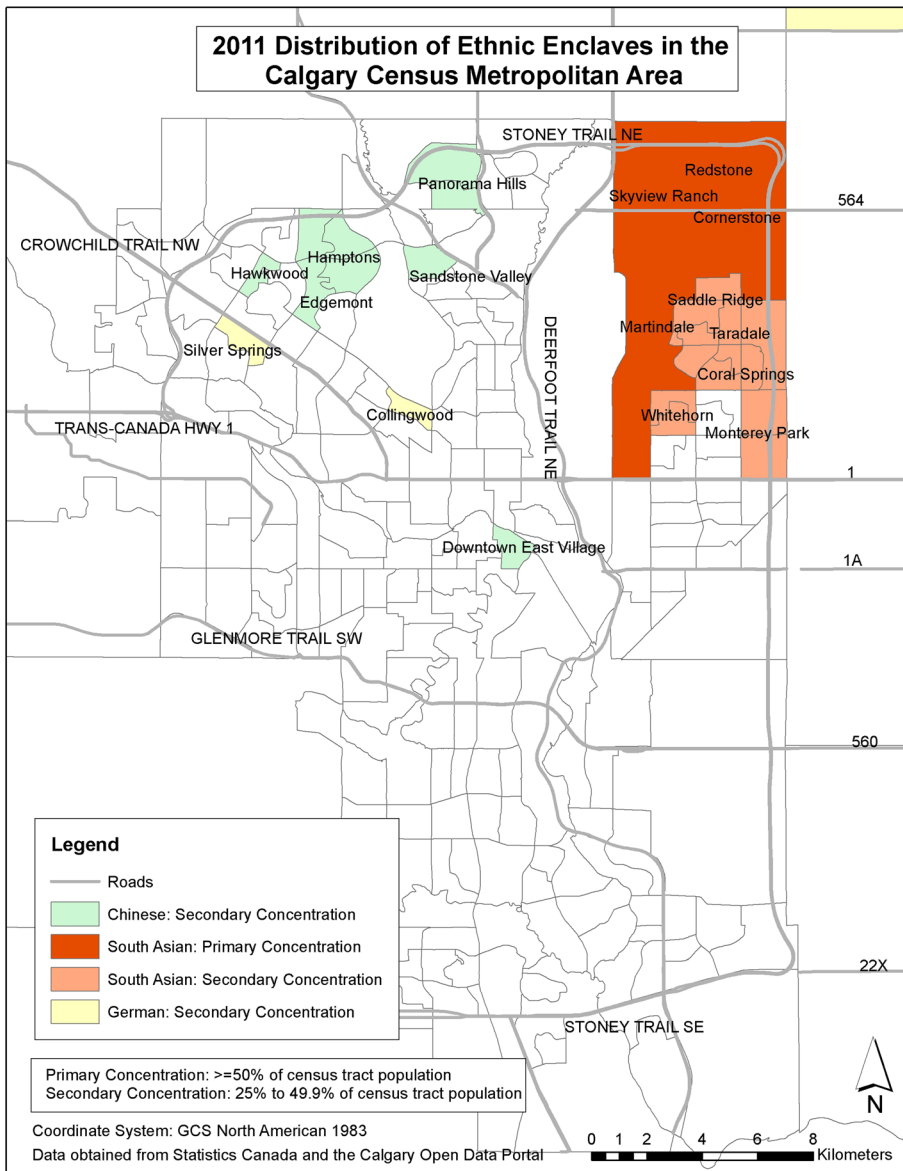 2011 Distribution of Ethnic Enclaves in the
Calgary Census Metropolitan Area
STONEY TRAIL NE
Redstone
Panorama Hills
Skyview Ranch
564
Cornerstone
CROWCHILD TRAIL NW
Hamptons
Hawkwood
Sandstone Valley
Edgemont
Saddle Ridge
Martindale
Taradale
Silver Springs
DEERFOOT TRAIL NE
Coral Springs
Collingwood
Whitehorn
TRANS-CANADA HWY 1
Monterey Park
1
Downtown East Village
1A
GLENMORE TRAIL SW
560
Legend
Roads
Chinese: Secondary Concentration
South Asian: Primary Concentration
South Asian: Secondary Concentration
German: Secondary Concentration
22X
STONEY TRAIL SE
Primary Concentration: >=50% of census tract population
Secondary Concentration: 25% to 49.9% of census tract population
N
Coordinate System: GCS North American 1983
0 1 2 4 6 8
Kilometers
Data obtained from Statistics Canada and the Calgary Open Data Portal